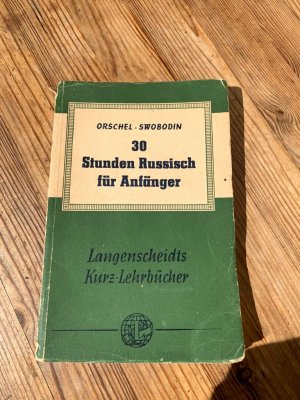 ORSCHEL · SWOBODIN
30
Stunden Russisch
für Anfänger
Langenscheidts
Kurz-Lehrbücher